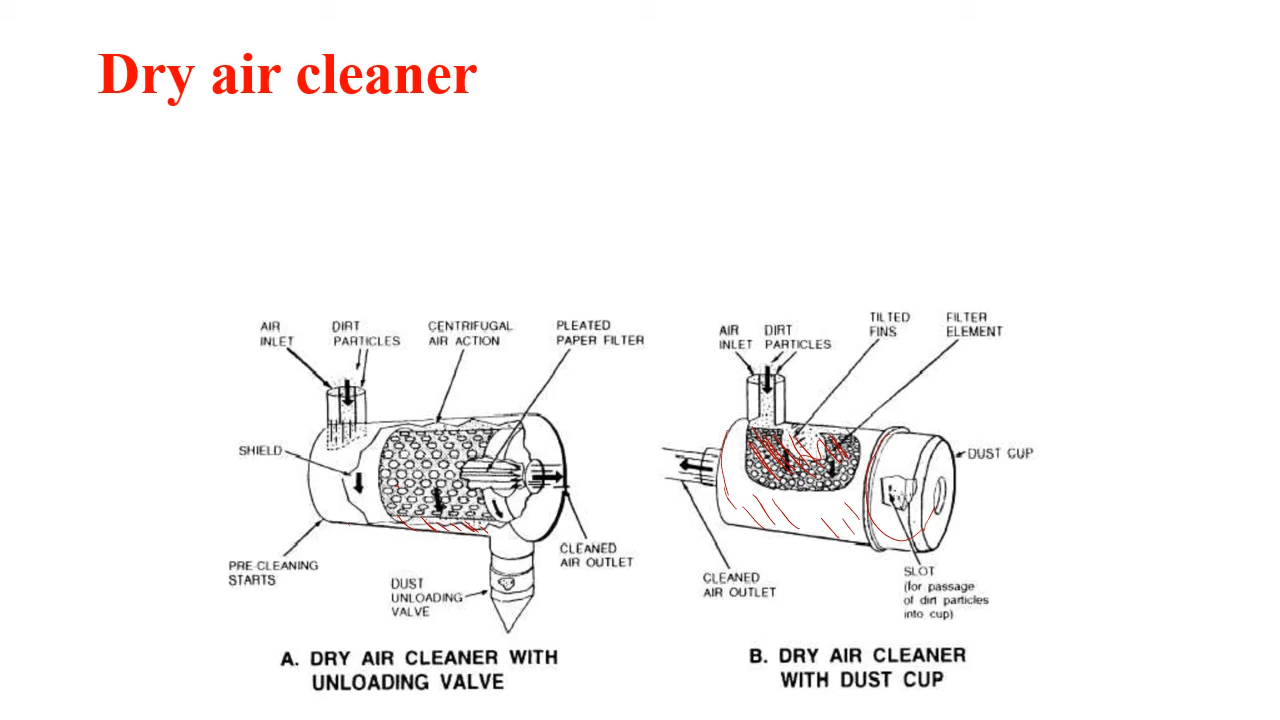 Dry air cleaner
AIR
INLET
DIRT
PARTICLES
CENTRIFUGAL
AIR ACTION
PLEATED
PAPER FILTER
SHIELD
PRE-CLEANING
STARTS
DUST
UNLOADING
VALVE
CLEANED
AIR OUTLET
A. DRY AIR CLEANER WITH
UNLOADING VALVE
AIR
INLET
DIRT
PARTICLES
TILTED
FINS
FILTER
ELEMENT
DUST CUP
CLEANED
AIR OUTLET
SLOT
(for passage
of dirt particles
into cup)
B. DRY AIR CLEANER
WITH DUST CUP